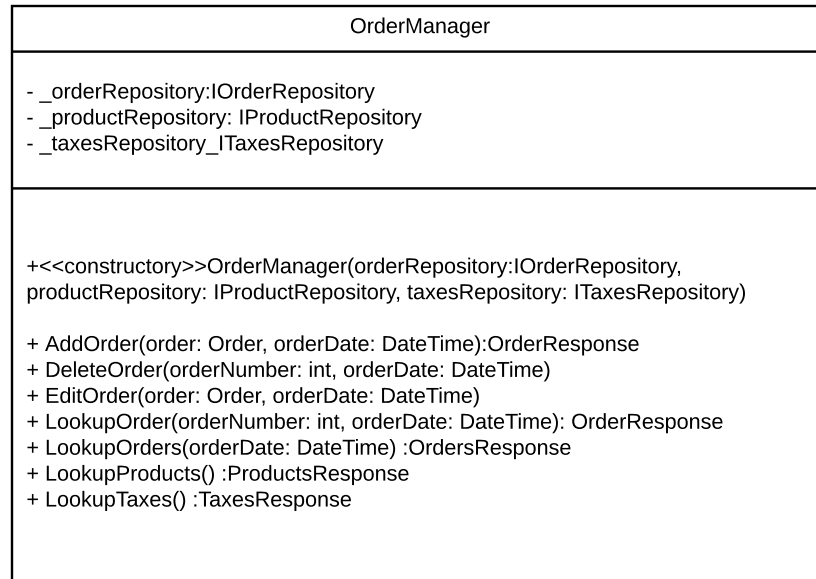 OrderManager
- _orderRepository:IOrderRepository
- _productRepository: IProductRepository
- _taxesRepository_ITaxesRepository
+<<constructory>>OrderManager(orderRepository:IOrderRepository,
productRepository: IProductRepository, taxesRepository: ITaxesRepository)
+ AddOrder(order: Order, orderDate: DateTime):OrderResponse
+ DeleteOrder(orderNumber: int, orderDate: DateTime)
+ EditOrder(order: Order, orderDate: DateTime)
+ LookupOrder(orderNumber: int, orderDate: DateTime): OrderResponse
+ LookupOrders(orderDate: DateTime) :OrdersResponse
+ LookupProducts() :ProductsResponse
+ LookupTaxes() :TaxesResponse